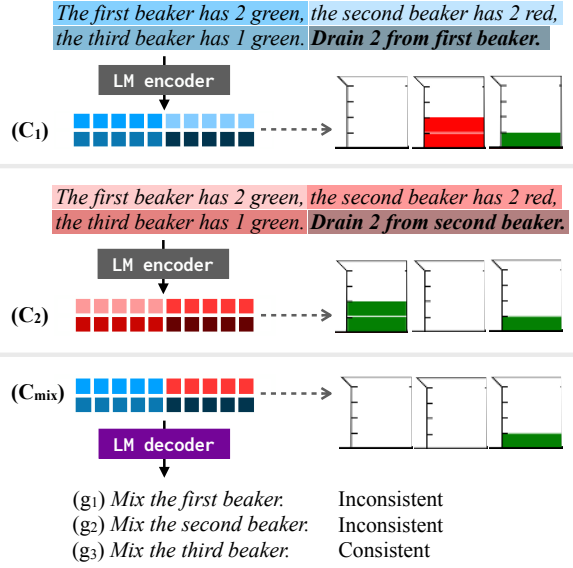 The first beaker has 2 green, the second beaker has 2 red,
the third beaker has 1 green. Drain 2 from first beaker.
LM encoder
(C₁)
The first beaker has 2 green, the second beaker has 2 red,
the third beaker has 1 green. Drain 2 from second beaker.
LM encoder
(C₂)
(Cmix)
LM decoder
(g₁) Mix the first beaker. Inconsistent
(g₂) Mix the second beaker. Inconsistent
(g₃) Mix the third beaker. Consistent